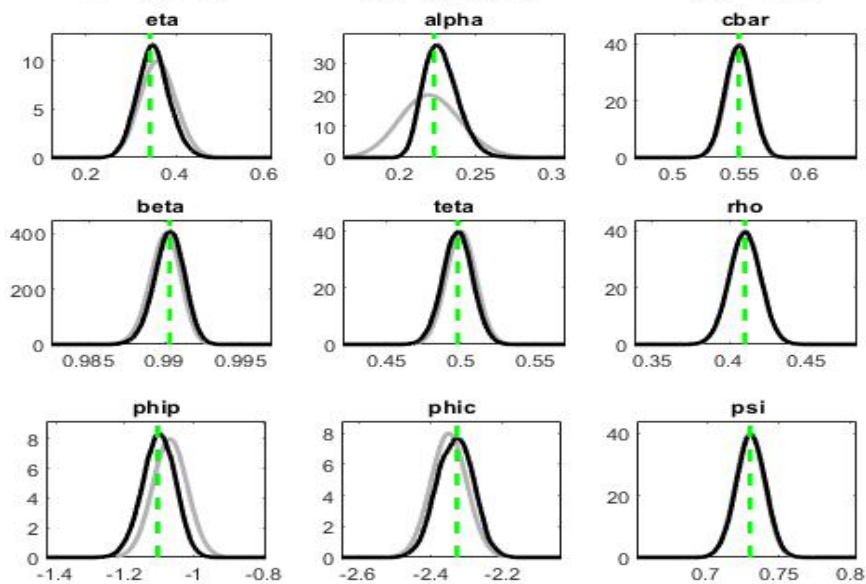 eta alpha cbar
10 5 0 30 20 10 0 40 20 0
0.2 0.4 0.6 0.2 0.25 0.3 0.5 0.55 0.6
beta teta rho
400 200 0 40 20 0 40 20 0
0.985 0.99 0.995 0.45 0.5 0.55 0.35 0.4 0.45
phip phic psi
8 6 4 2 0 8 6 4 2 0 40 20 0
-1.4 -1.2 -1 -0.8 -2.6 -2.4 -2.2 0.7 0.75 0.8